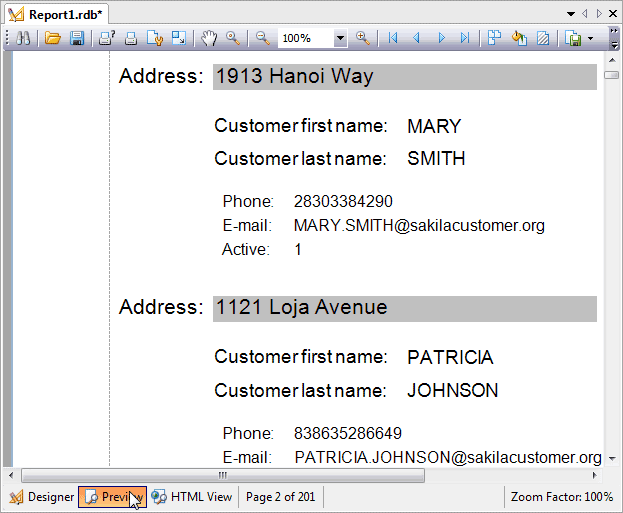 Report1.rdb*
100%
Address: 1913 Hanoi Way
Customer first name: MARY
Customer last name: SMITH
Phone: 28303384290
E-mail: MARY.SMITH@sakilacustomer.org
Active: 1
Address: 1121 Loja Avenue
Customer first name: PATRICIA
Customer last name: JOHNSON
Phone: 838635286649
E-mail: PATRICIA.JOHNSON@sakilacustomer.org
Designer Preview HTML View Page 2 of 201 Zoom Factor: 100%